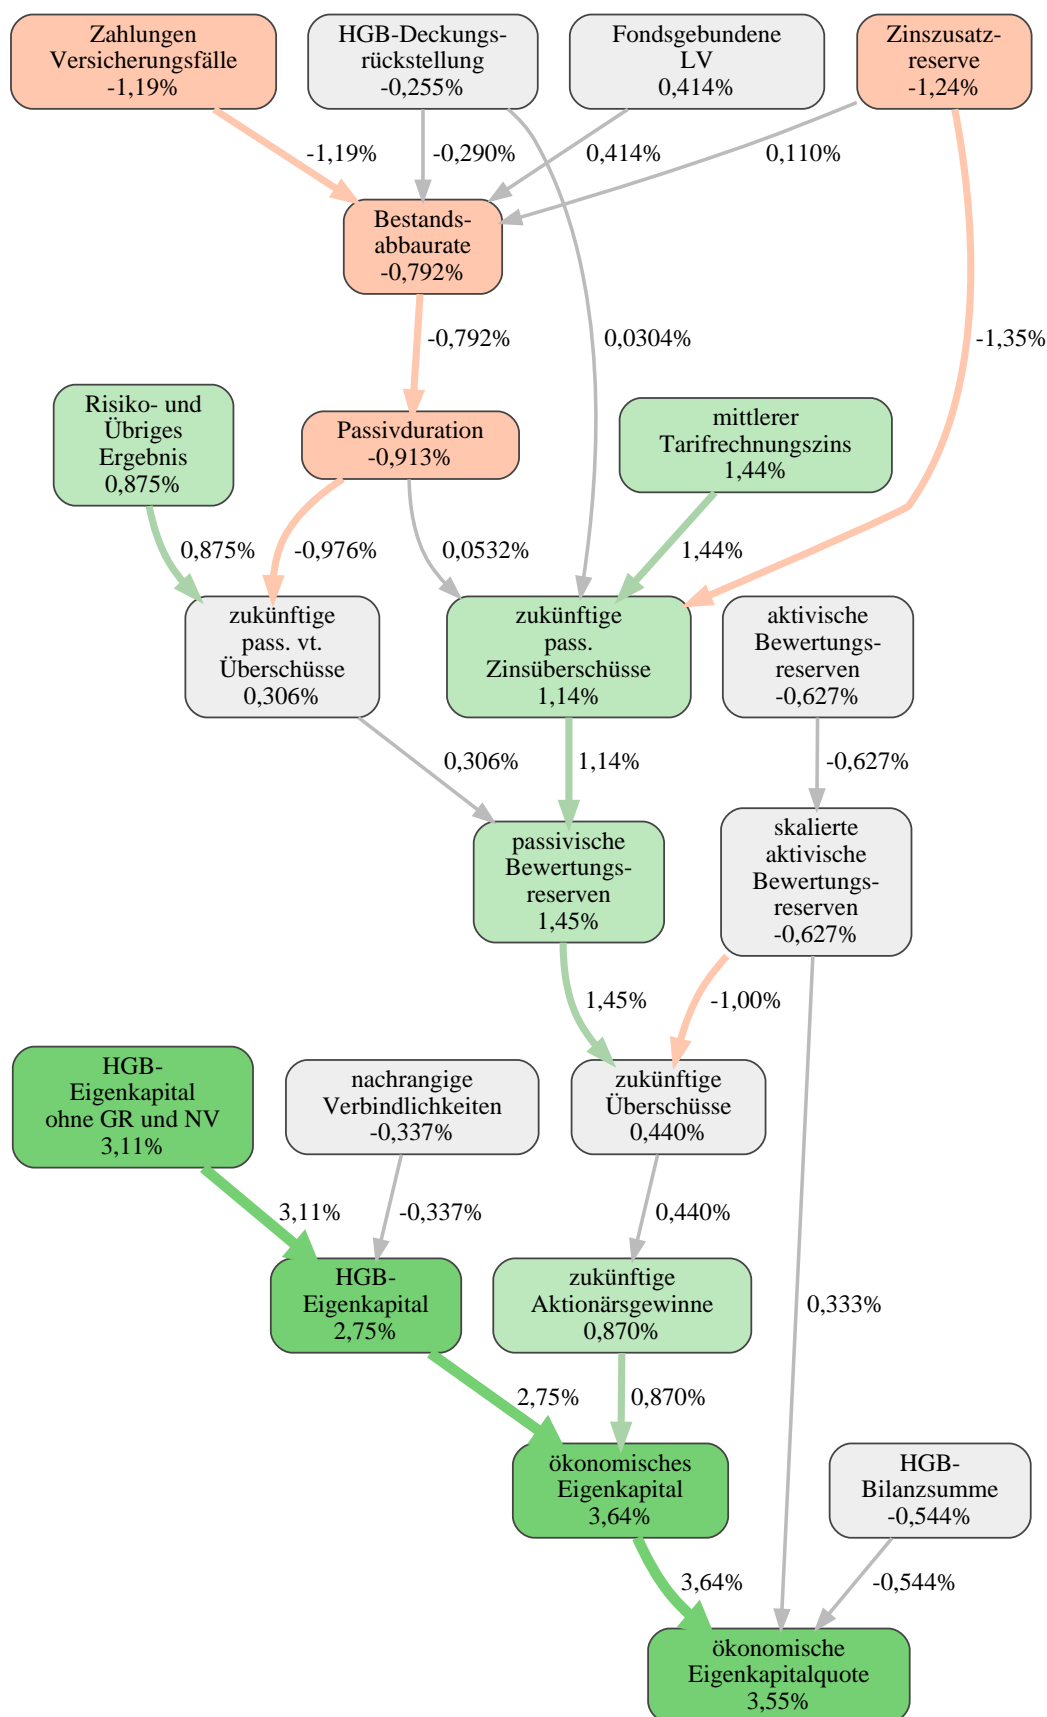 Zahlungen
Versicherungsfälle
-1,19%
HGB-Deckungs-
rückstellung
-0,255%
Fondsgebundene
LV
0,414%
Zinszusatz-
reserve
-1,24%
-1,19%
-0,290%
0,414%
0,110%
Bestands-
abbaurate
-0,792%
-0,792%
0,0304%
-1,35%
Risiko- und
Übriges
Ergebnis
0,875%
Passivduration
-0,913%
mittlerer
Tarifrechnungszins
1,44%
0,875%
-0,976%
0,0532%
1,44%
zukünftige
pass. vt.
Überschüsse
0,306%
zukünftige
pass.
Zinsüberschüsse
1,14%
aktivische
Bewertungs-
reserven
-0,627%
0,306%
1,14%
-0,627%
passivische
Bewertungs-
reserven
1,45%
skalierte
aktivische
Bewertungs-
reserven
-0,627%
1,45%
-1,00%
HGB-
Eigenkapital
ohne GR und NV
3,11%
nachrangige
Verbindlichkeiten
-0,337%
zukünftige
Überschüsse
0,440%
3,11%
-0,337%
0,440%
HGB-
Eigenkapital
2,75%
zukünftige
Aktionärsgewinne
0,870%
0,333%
2,75%
0,870%
ökonomisches
Eigenkapital
3,64%
HGB-
Bilanzsumme
-0,544%
3,64%
-0,544%
ökonomische
Eigenkapitalquote
3,55%